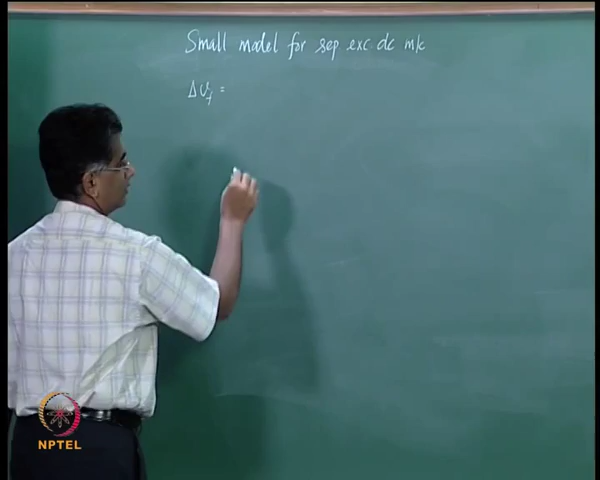 Small model for sep exc dc m/c
Δv_f =
NPTEL